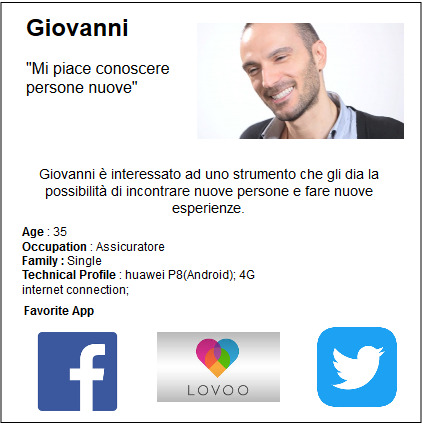 Giovanni
"Mi piace conoscere
persone nuove"
Giovanni è interessato ad uno strumento che gli dia la
possibilità di incontrare nuove persone e fare nuove
esperienze.
Age : 35
Occupation : Assicuratore
Family : Single
Technical Profile : huawei P8(Android); 4G
internet connection;
Favorite App
f
LOVOO